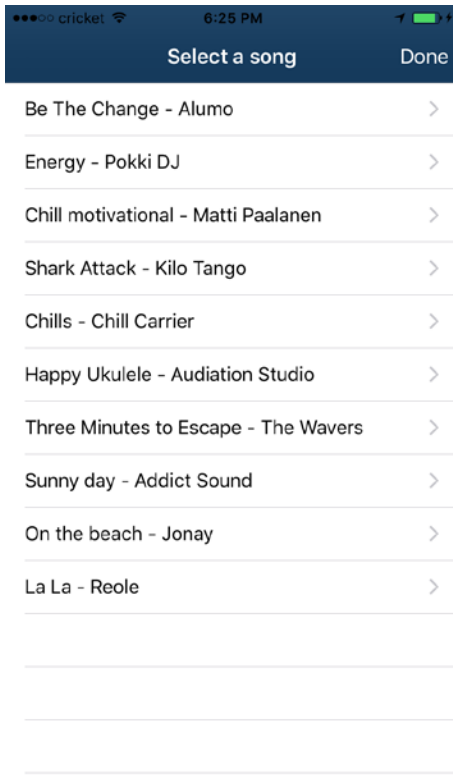 cricket 6:25 PM
Select a song Done
Be The Change - Alumo
Energy - Pokki DJ
Chill motivational - Matti Paalanen
Shark Attack - Kilo Tango
Chills - Chill Carrier
Happy Ukulele - Audiation Studio
Three Minutes to Escape - The Wavers
Sunny day - Addict Sound
On the beach - Jonay
La La - Reole